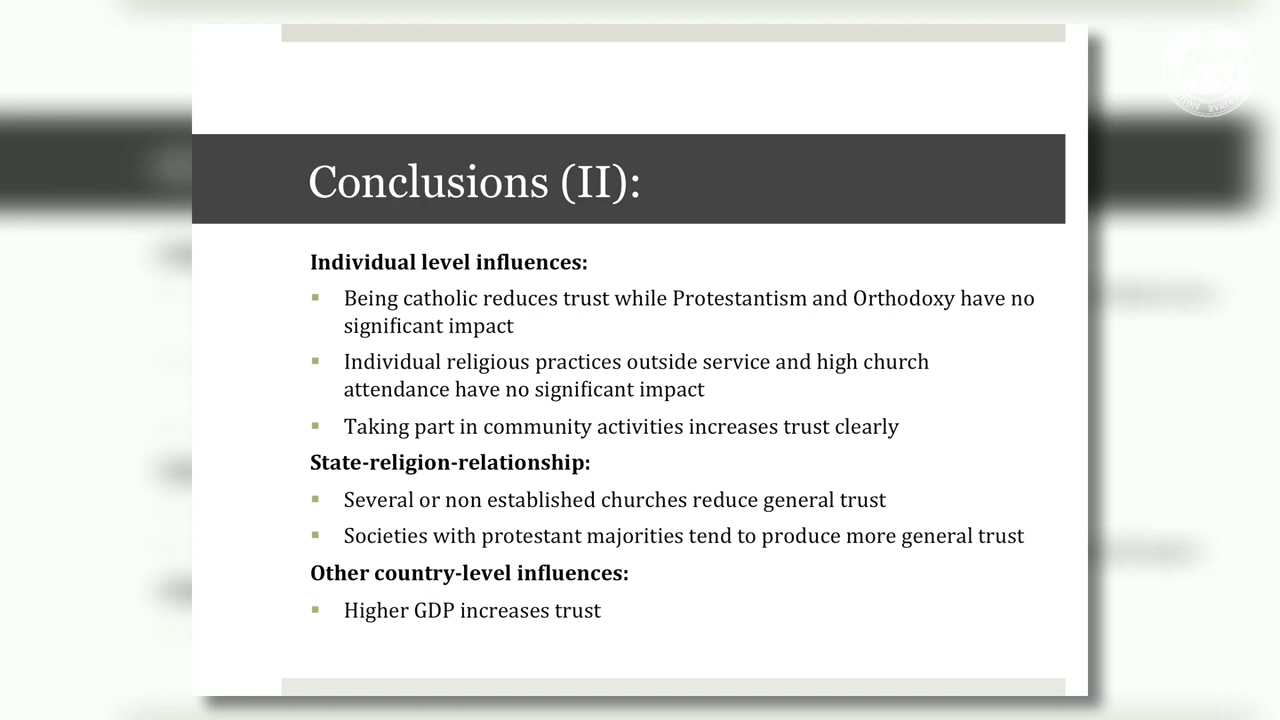 Conclusions (II):
Individual level influences:
Being catholic reduces trust while Protestantism and Orthodoxy have no
significant impact
Individual religious practices outside service and high church
attendance have no significant impact
Taking part in community activities increases trust clearly
State-religion-relationship:
Several or non established churches reduce general trust
Societies with protestant majorities tend to produce more general trust
Other country-level influences:
Higher GDP increases trust